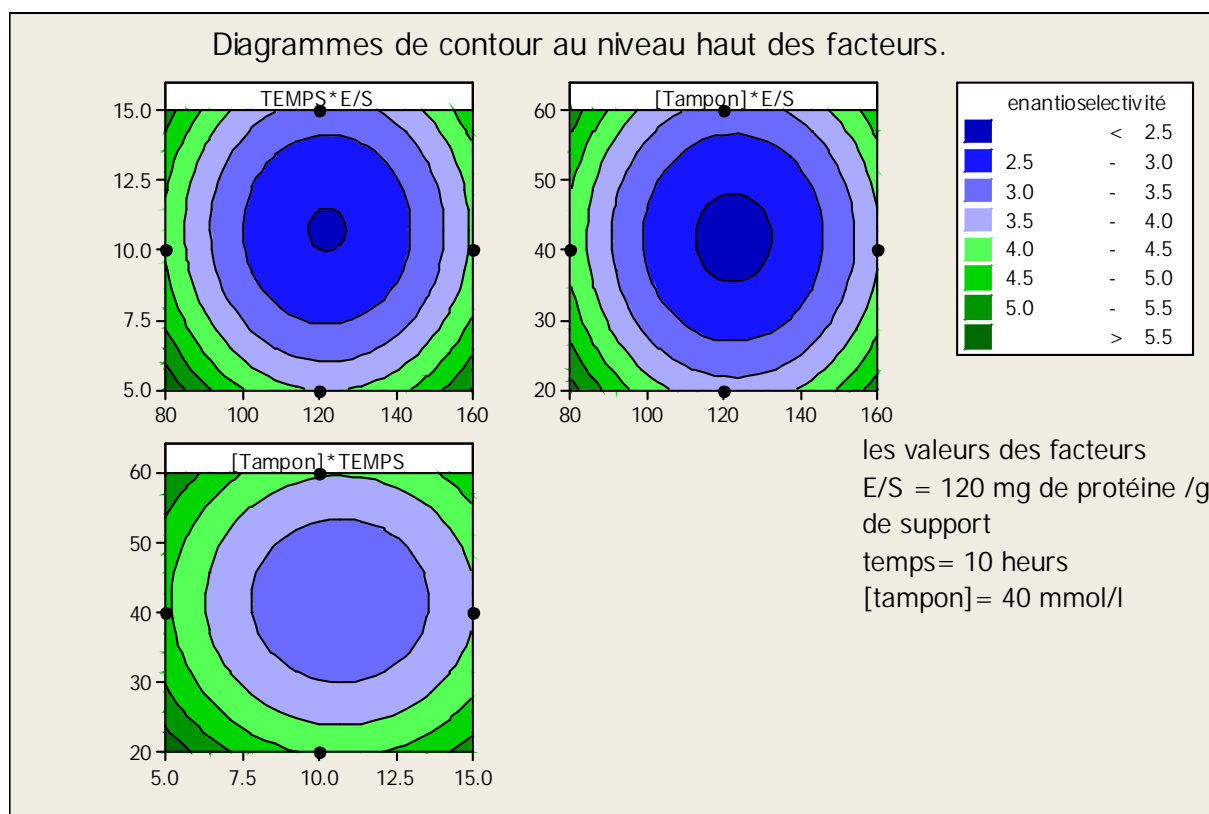 Diagrammes de contour au niveau haut des facteurs.
TEMPS*E/S
15.0
12.5
10.0
7.5
5.0
80 100 120 140 160
[Tampon]*E/S
60
50
40
30
20
80 100 120 140 160
enantioselectivité
< 2.5
2.5 - 3.0
3.0 - 3.5
3.5 - 4.0
4.0 - 4.5
4.5 - 5.0
5.0 - 5.5
> 5.5
[Tampon]*TEMPS
60
50
40
30
20
5.0 7.5 10.0 12.5 15.0
les valeurs des facteurs
E/S = 120 mg de protéine /g
de support
temps= 10 heurs
[tampon]= 40 mmol/l